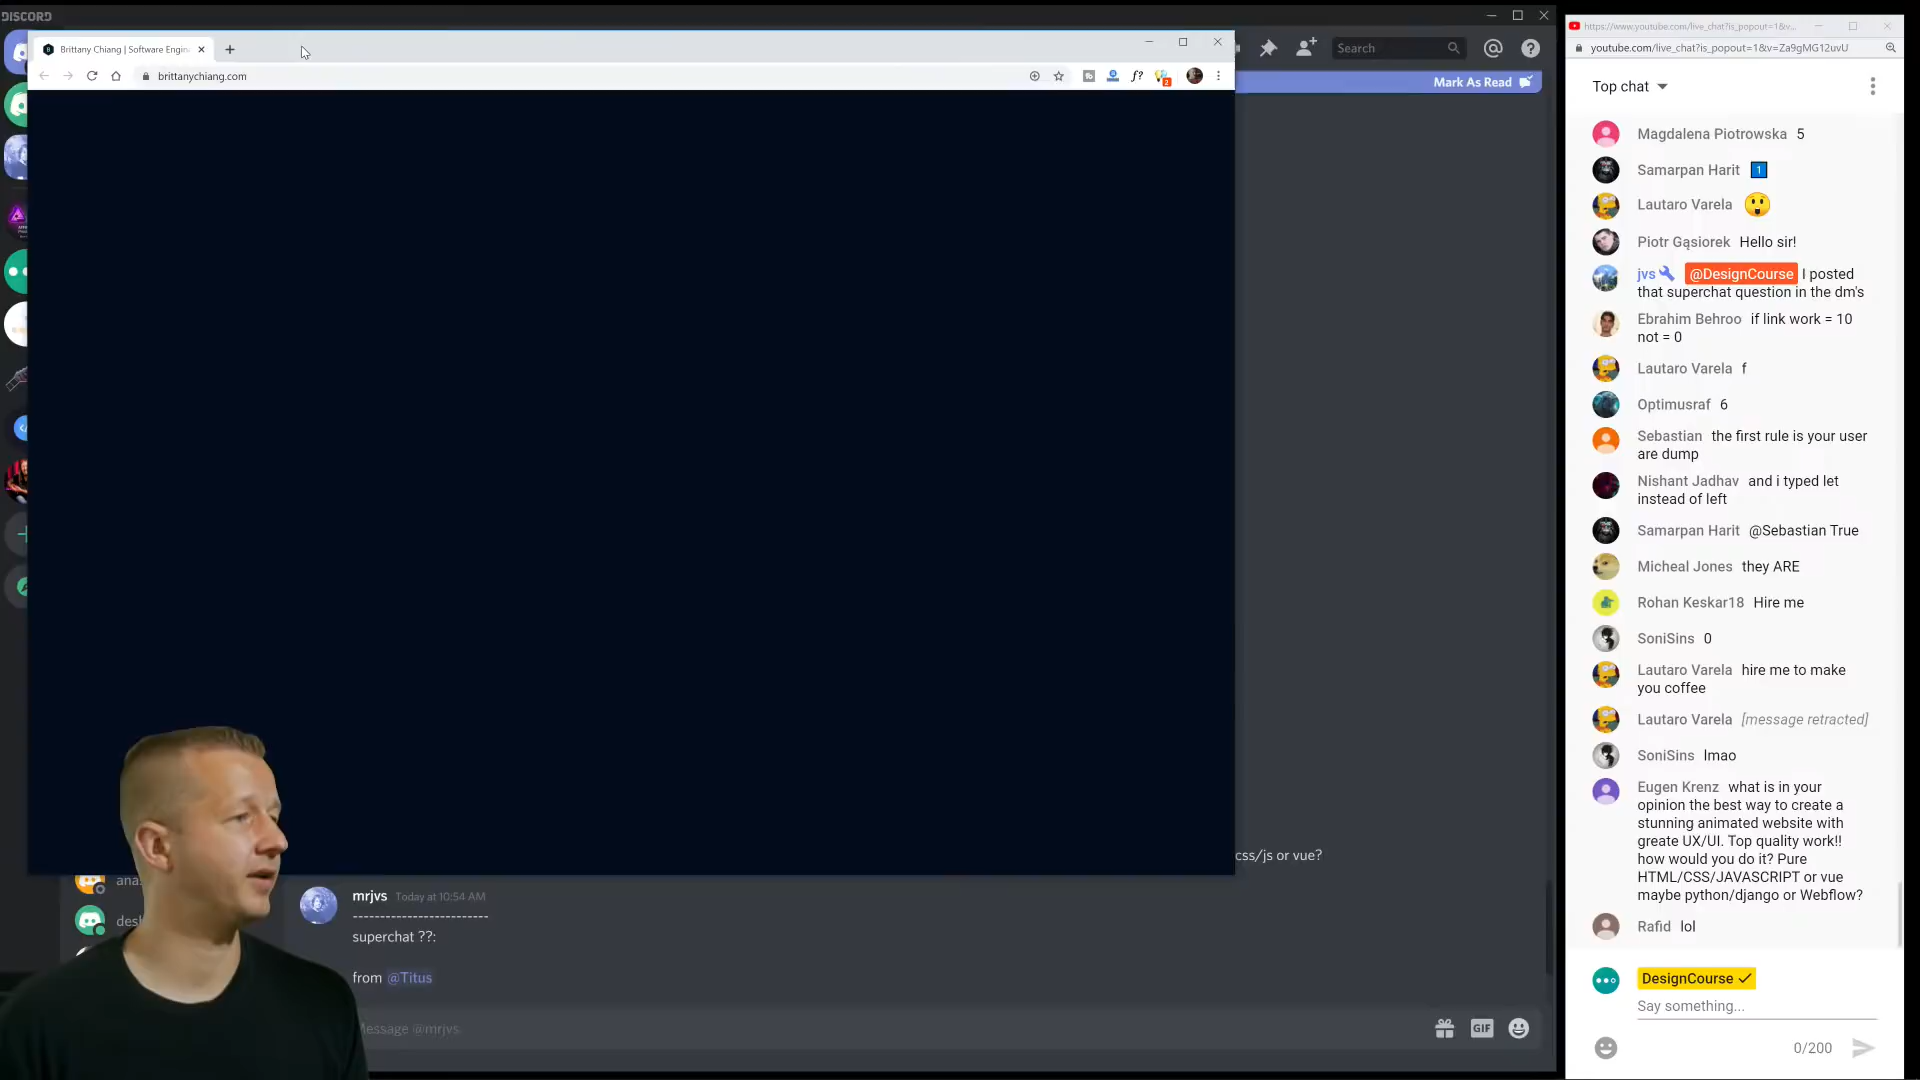 DISCORD
Brittany Chiang | Software Engin
brittanychiang.com
f?
2
Search
Mark As Read
css/js or vue?
ana
desi
mrjvs Today at 10:54 AM
-------------------------
superchat ??:
from @Titus
Message @mrjvs
GIF
https://www.youtube.com/live_chat?is_popout=1&v...
youtube.com/live_chat?is_popout=1&v=Za9gMG12uvU
Top chat
Magdalena Piotrowska 5
Samarpan Harit 1
Lautaro Varela 😲
Piotr Gąsiorek Hello sir!
jvs @DesignCourse I posted
that superchat question in the dm's
Ebrahim Behroo if link work = 10
not = 0
Lautaro Varela f
Optimusraf 6
Sebastian the first rule is your user
are dump
Nishant Jadhav and i typed let
instead of left
Samarpan Harit @Sebastian True
Micheal Jones they ARE
Rohan Keskar18 Hire me
SoniSins 0
Lautaro Varela hire me to make
you coffee
Lautaro Varela [message retracted]
SoniSins lmao
Eugen Krenz what is in your
opinion the best way to create a
stunning animated website with
greate UX/UI. Top quality work!!
how would you do it? Pure
HTML/CSS/JAVASCRIPT or vue
maybe python/django or Webflow?
Rafid lol
DesignCourse
Say something...
0/200